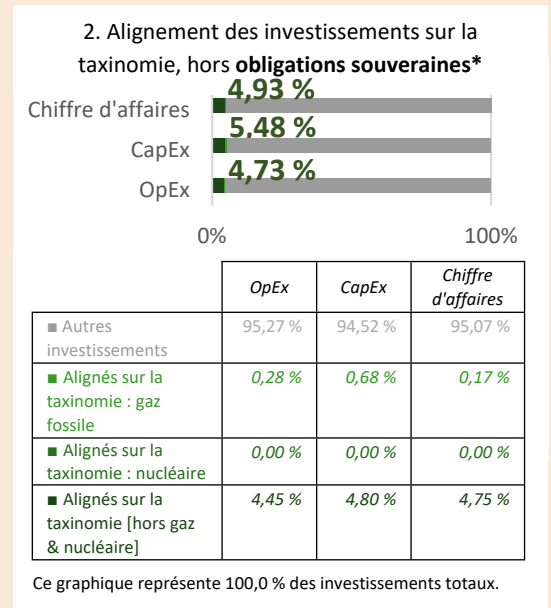 2. Alignement des investissements sur la
taxinomie, hors obligations souveraines*
4,93 %
Chiffre d'affaires
5,48 %
CapEx
4,73 %
OpEx
0% 100%
OpEx CapEx Chiffre
d'affaires
■ Autres
investissements 95,27 % 94,52 % 95,07 %
■ Alignés sur la
taxinomie : gaz
fossile 0,28 % 0,68 % 0,17 %
■ Alignés sur la
taxinomie : nucléaire 0,00 % 0,00 % 0,00 %
■ Alignés sur la
taxinomie [hors gaz
& nucléaire] 4,45 % 4,80 % 4,75 %
Ce graphique représente 100,0 % des investissements totaux.